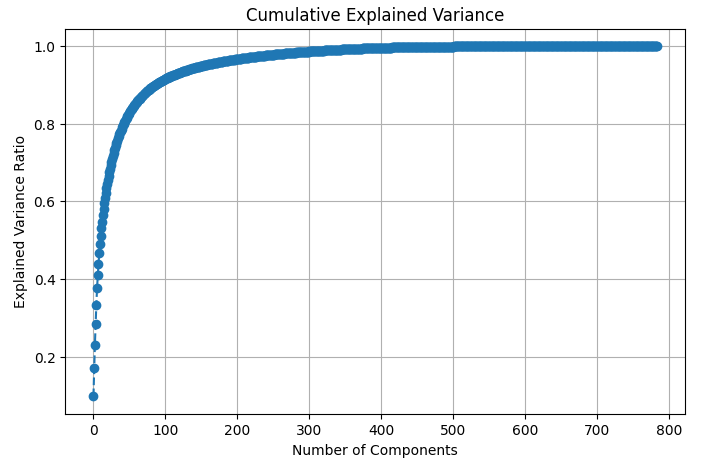 Cumulative Explained Variance
1.0
0.8
0.6
0.4
0.2
Explained Variance Ratio
0 100 200 300 400 500 600 700 800
Number of Components